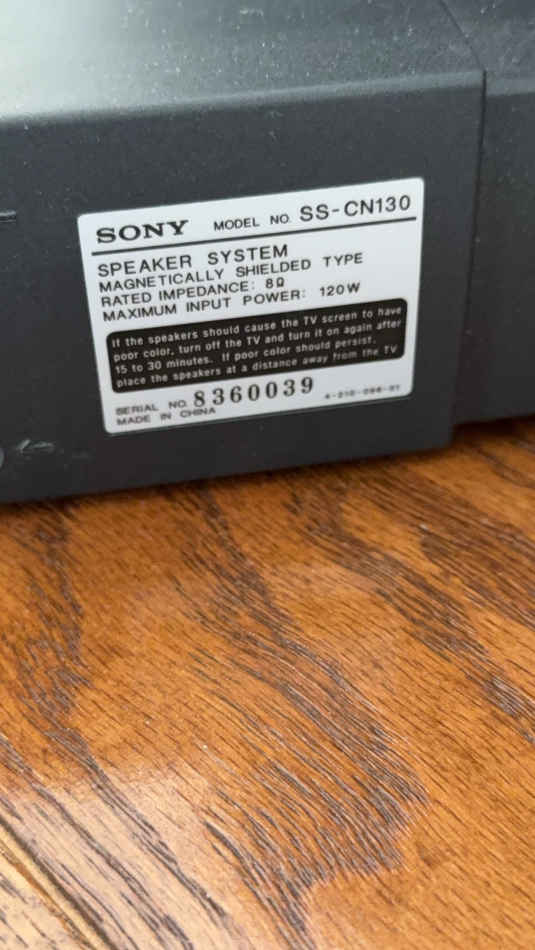 SONY MODEL NO. SS-CN130
SPEAKER SYSTEM
MAGNETICALLY SHIELDED TYPE
RATED IMPEDANCE: 8Ω
MAXIMUM INPUT POWER: 120W
If the speakers should cause the TV screen to have
poor color, turn off the TV and turn it on again after
15 to 30 minutes. If poor color should persist,
place the speakers at a distance away from the TV
SERIAL NO. 8360039
MADE IN CHINA